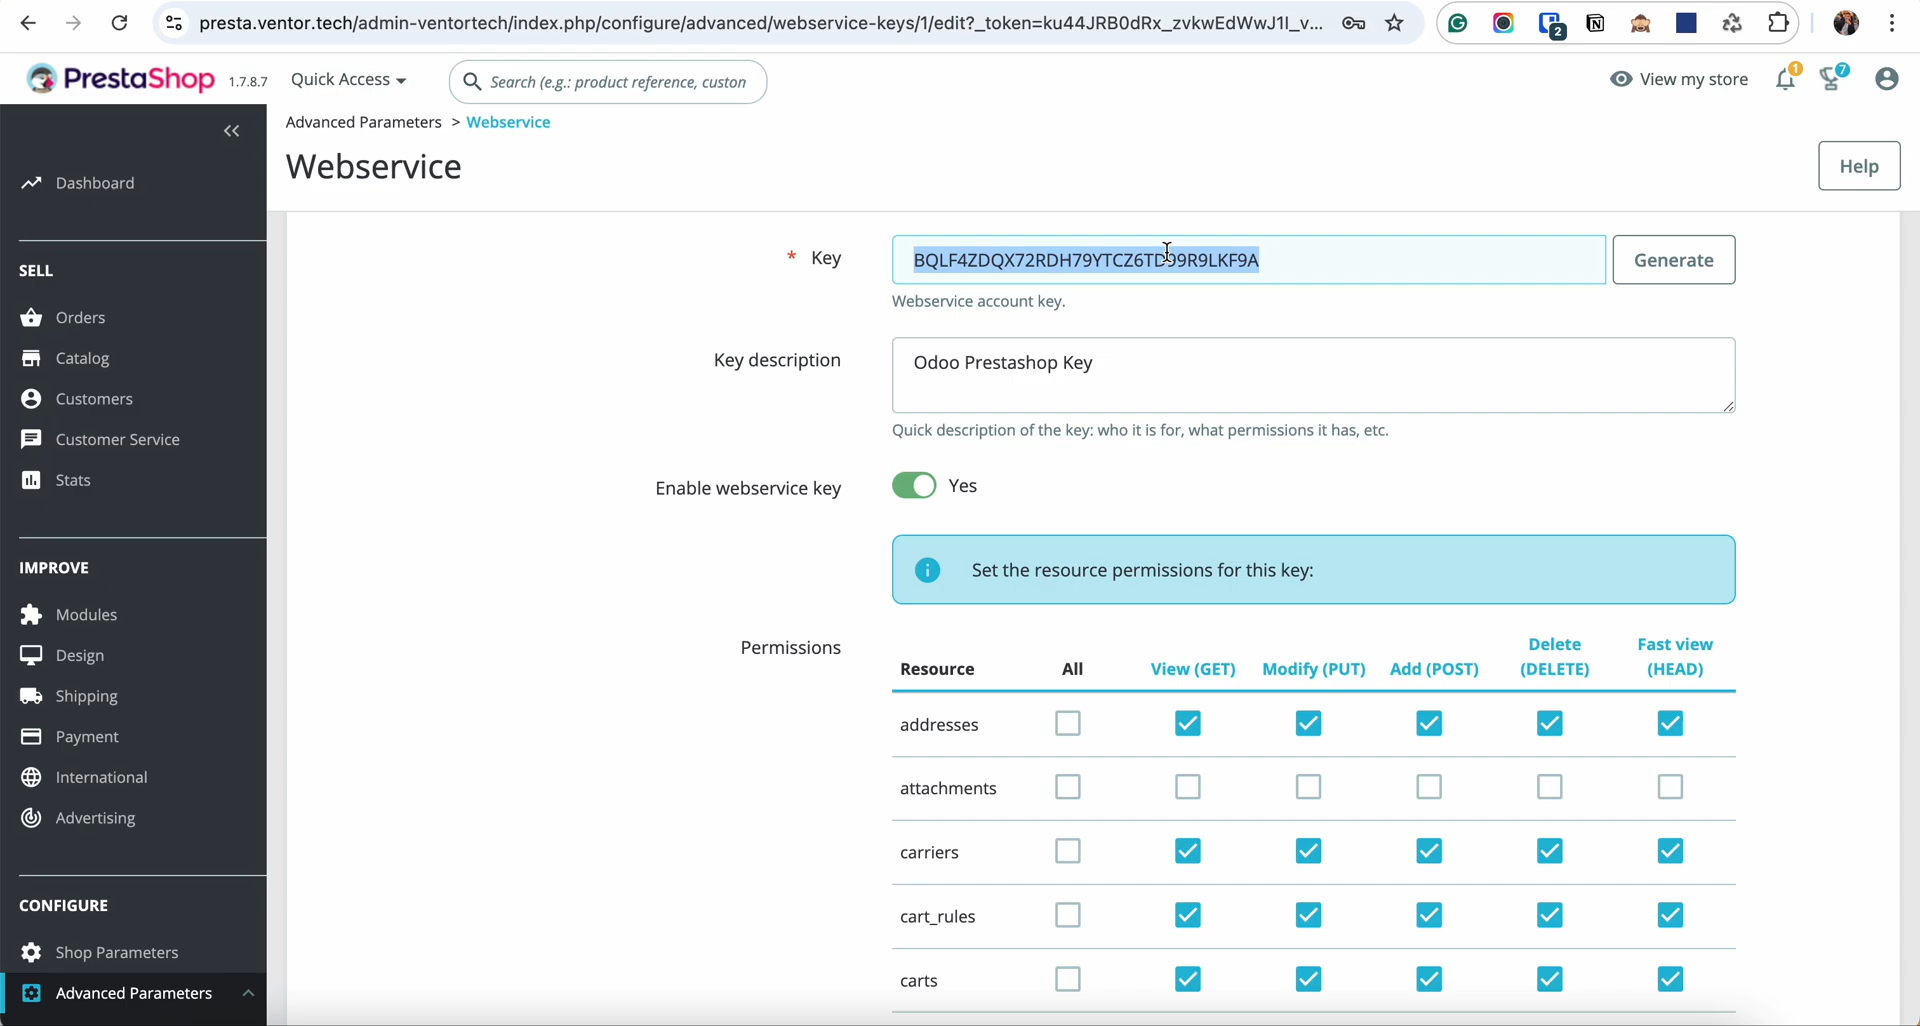 presta.ventor.tech/admin-ventortech/index.php/configure/advanced/webservice-keys/1/edit?_token=ku44JRB0dRx_zvkwEdWwJ1I_v...
2
PrestaShop 1.7.8.7 Quick Access Search (e.g.: product reference, custon View my store 1 7
Advanced Parameters > Webservice
Webservice
Help
Dashboard
SELL
Orders
Catalog
Customers
Customer Service
Stats
IMPROVE
Modules
Design
Shipping
Payment
International
Advertising
CONFIGURE
Shop Parameters
Advanced Parameters
* Key BQLF4ZDQX72RDH79YTCZ6TD99R9LKF9A Generate
Webservice account key.
Key description Odoo Prestashop Key
Quick description of the key: who it is for, what permissions it has, etc.
Enable webservice key Yes
Set the resource permissions for this key:
Permissions
Resource All View (GET) Modify (PUT) Add (POST) Delete (DELETE) Fast view (HEAD)
addresses
attachments
carriers
cart_rules
carts